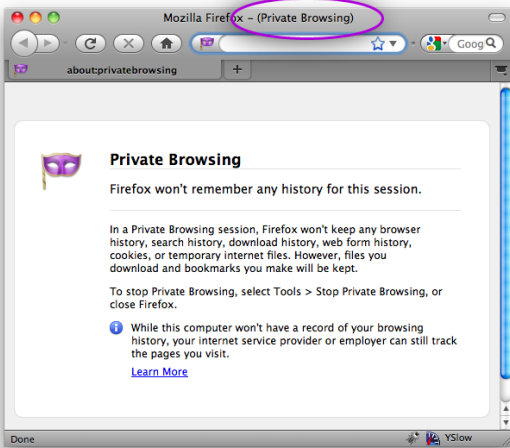 Mozilla Firefox – (Private Browsing)
Goog
about:privatebrowsing
Private Browsing
Firefox won't remember any history for this session.
In a Private Browsing session, Firefox won't keep any browser
history, search history, download history, web form history,
cookies, or temporary internet files. However, files you
download and bookmarks you make will be kept.
To stop Private Browsing, select Tools > Stop Private Browsing, or
close Firefox.
While this computer won't have a record of your browsing
history, your internet service provider or employer can still track
the pages you visit.
Learn More
Done
YSlow